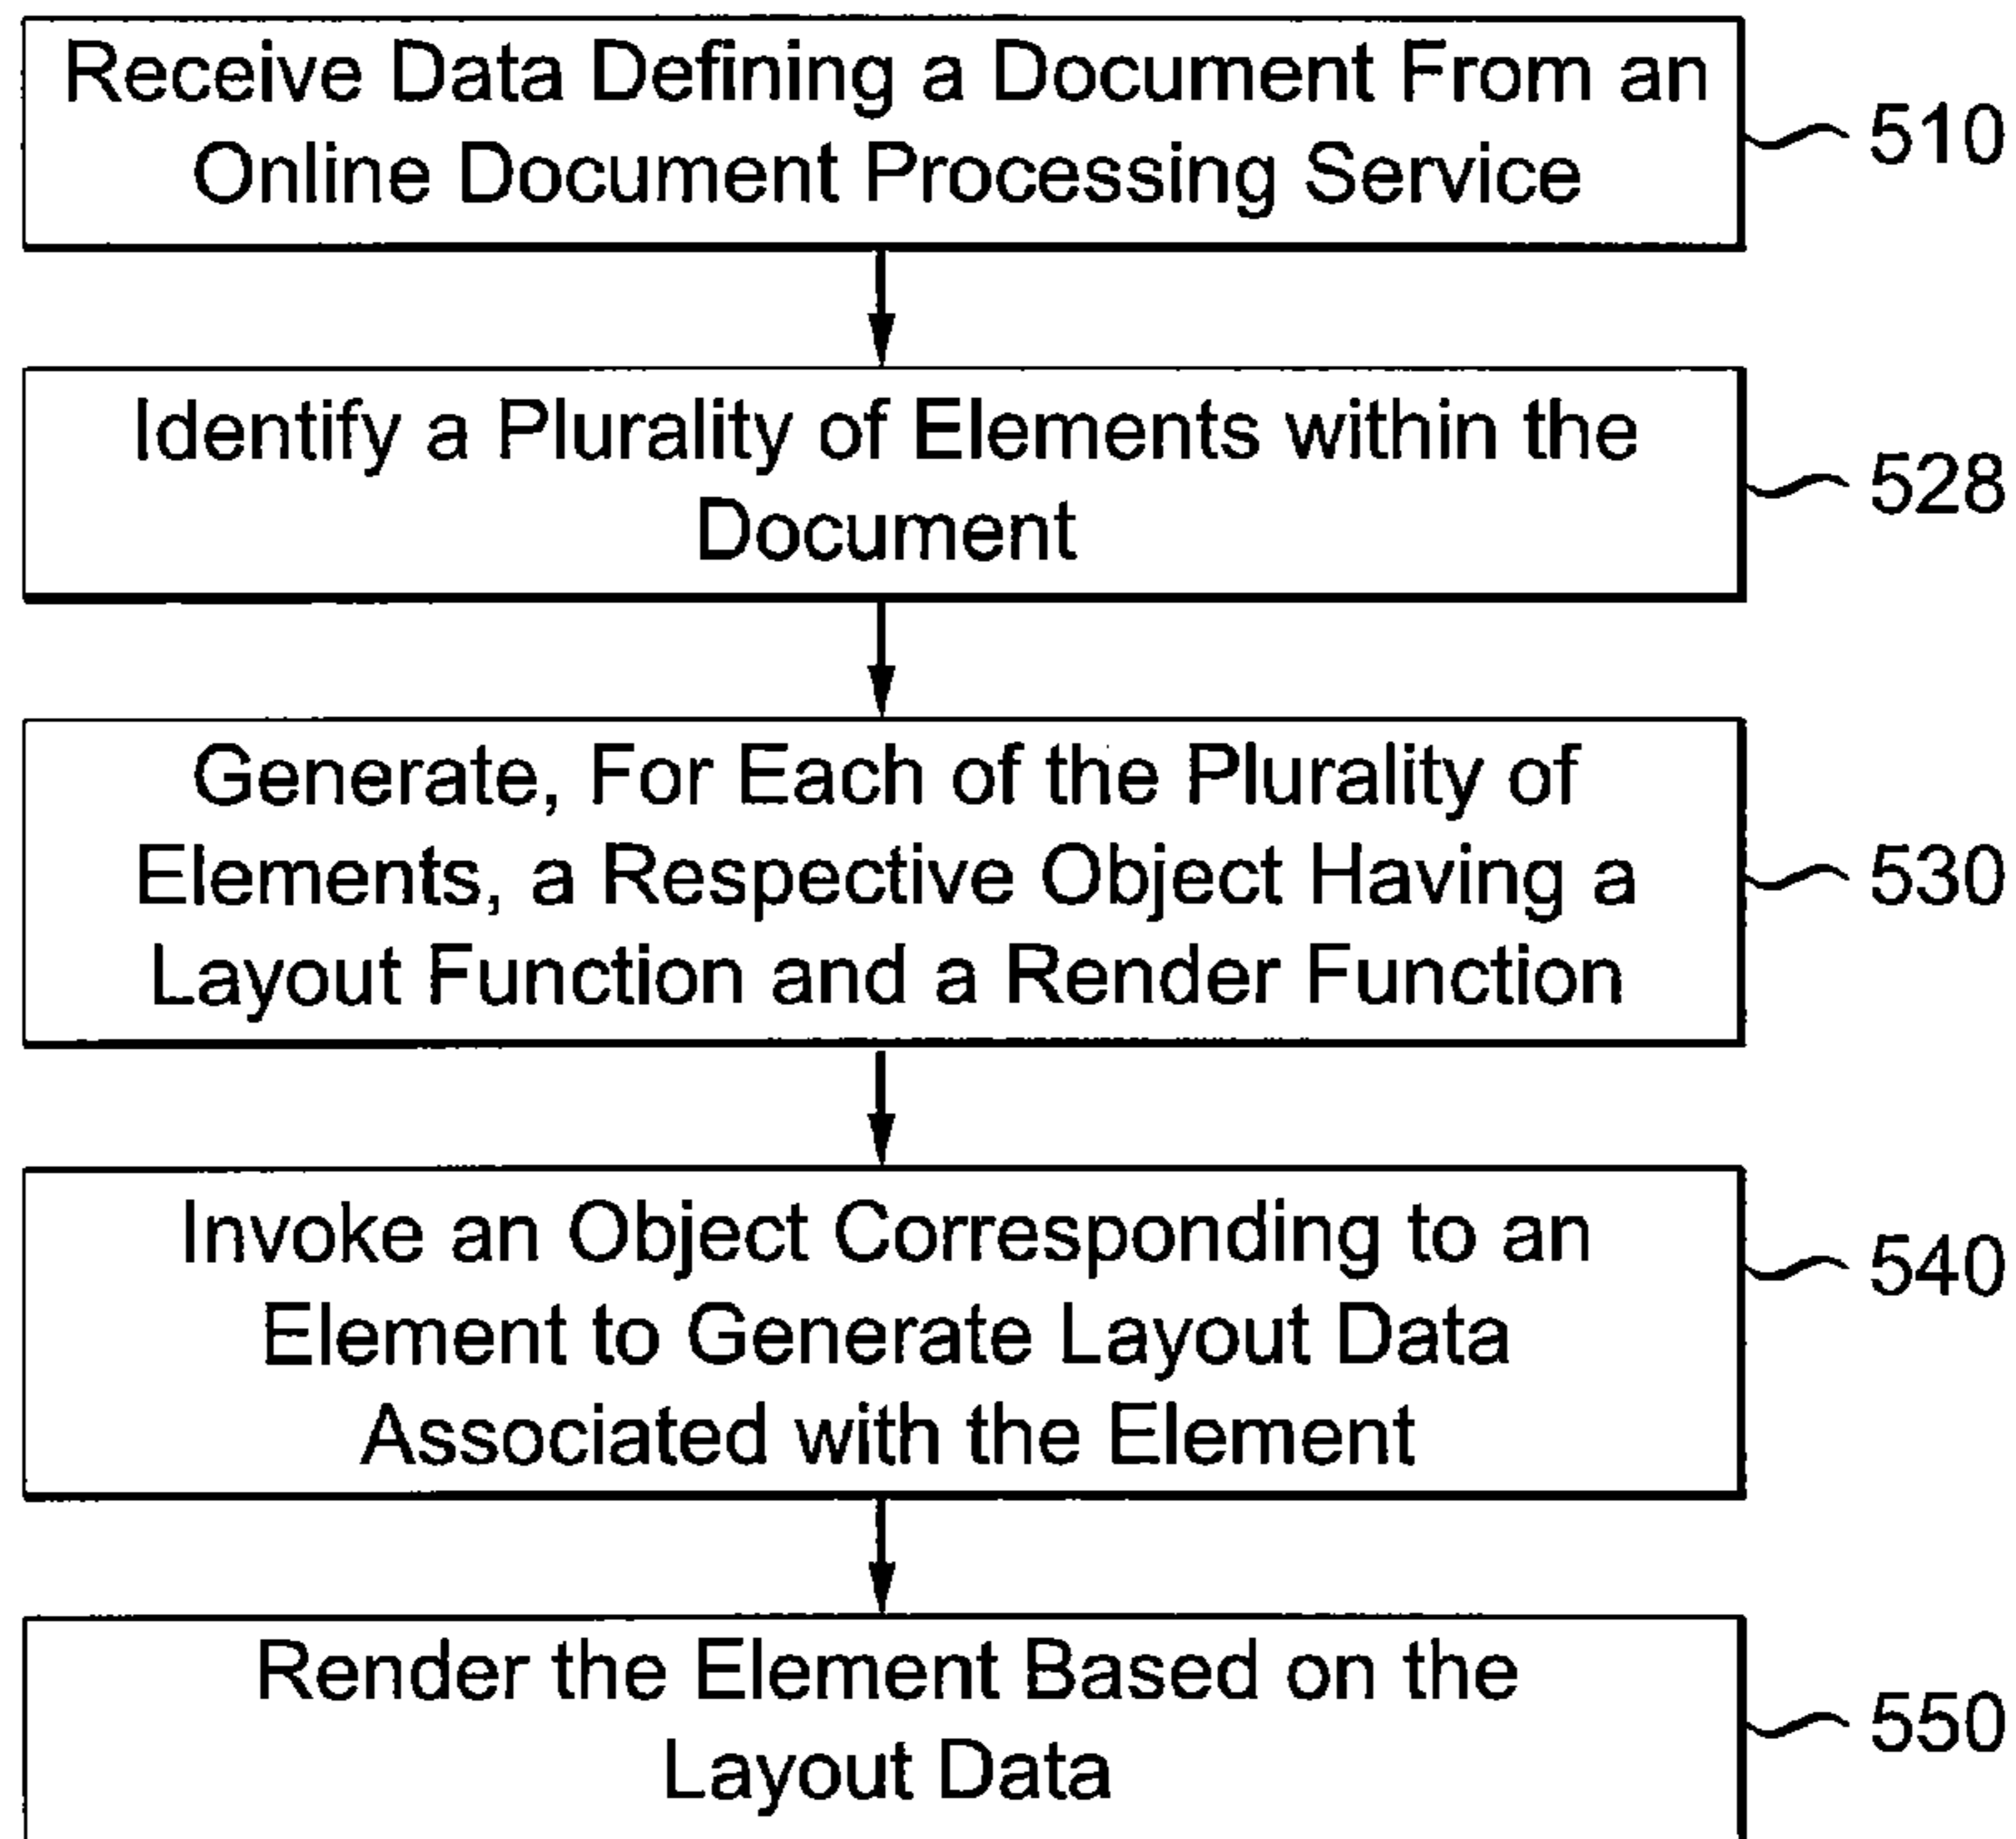 Receive Data Defining a Document From an
Online Document Processing Service
510
Identify a Plurality of Elements within the
Document
528
Generate, For Each of the Plurality of
Elements, a Respective Object Having a
Layout Function and a Render Function
530
Invoke an Object Corresponding to an
Element to Generate Layout Data
Associated with the Element
540
Render the Element Based on the
Layout Data
550